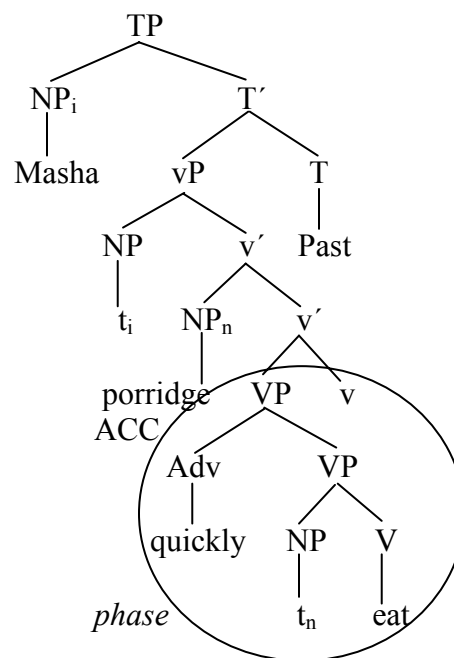 TP
NPᵢ T´
Masha vP T
NP v´ Past
tᵢ NPₙ v´
porridge VP v
ACC
Adv VP
quickly NP V
phase tₙ eat